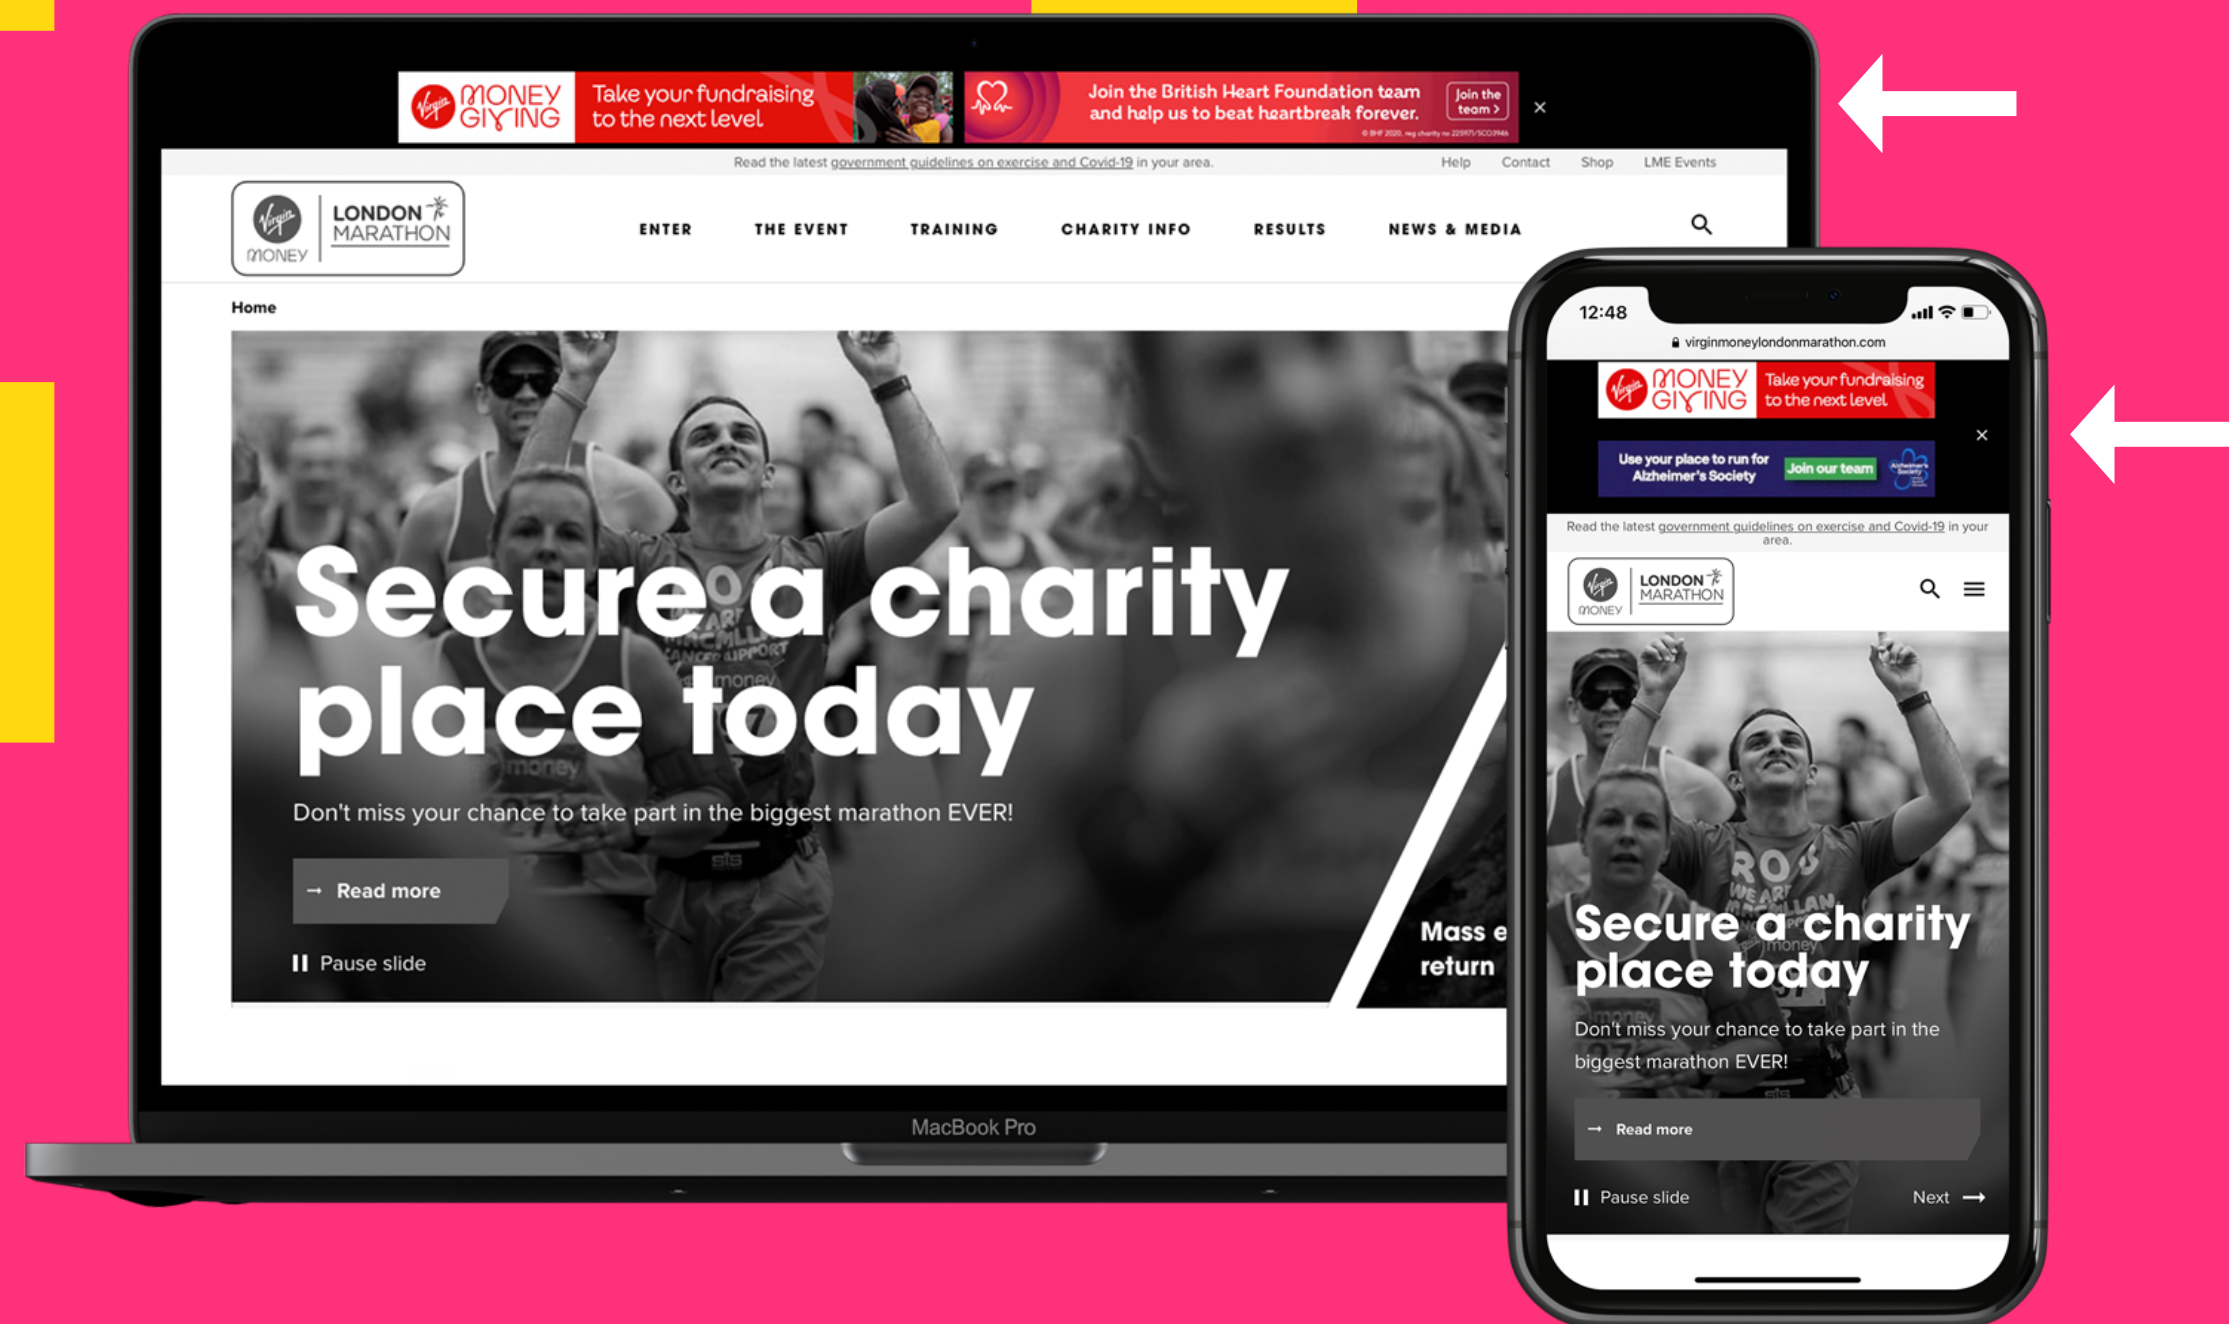 Virgin MONEY GIVING
Take your fundraising
to the next level
Join the British Heart Foundation team
and help us to beat heartbreak forever.
Join the
team >
Read the latest government guidelines on exercise and Covid-19 in your area.
Help Contact Shop LME Events
Virgin MONEY
LONDON
MARATHON
ENTER THE EVENT TRAINING CHARITY INFO RESULTS NEWS & MEDIA
Home
Secure a charity
place today
Don't miss your chance to take part in the biggest marathon EVER!
→ Read more
Pause slide
Mass e
return
MacBook Pro
12:48
virginmoneylondonmarathon.com
Virgin MONEY GIVING
Take your fundraising
to the next level
Use your place to run for
Alzheimer's Society
Join our team
Alzheimer's
Society
Read the latest government guidelines on exercise and Covid-19 in your
area.
Virgin MONEY
LONDON
MARATHON
Secure a charity
place today
Don't miss your chance to take part in the
biggest marathon EVER!
→ Read more
Pause slide
Next →